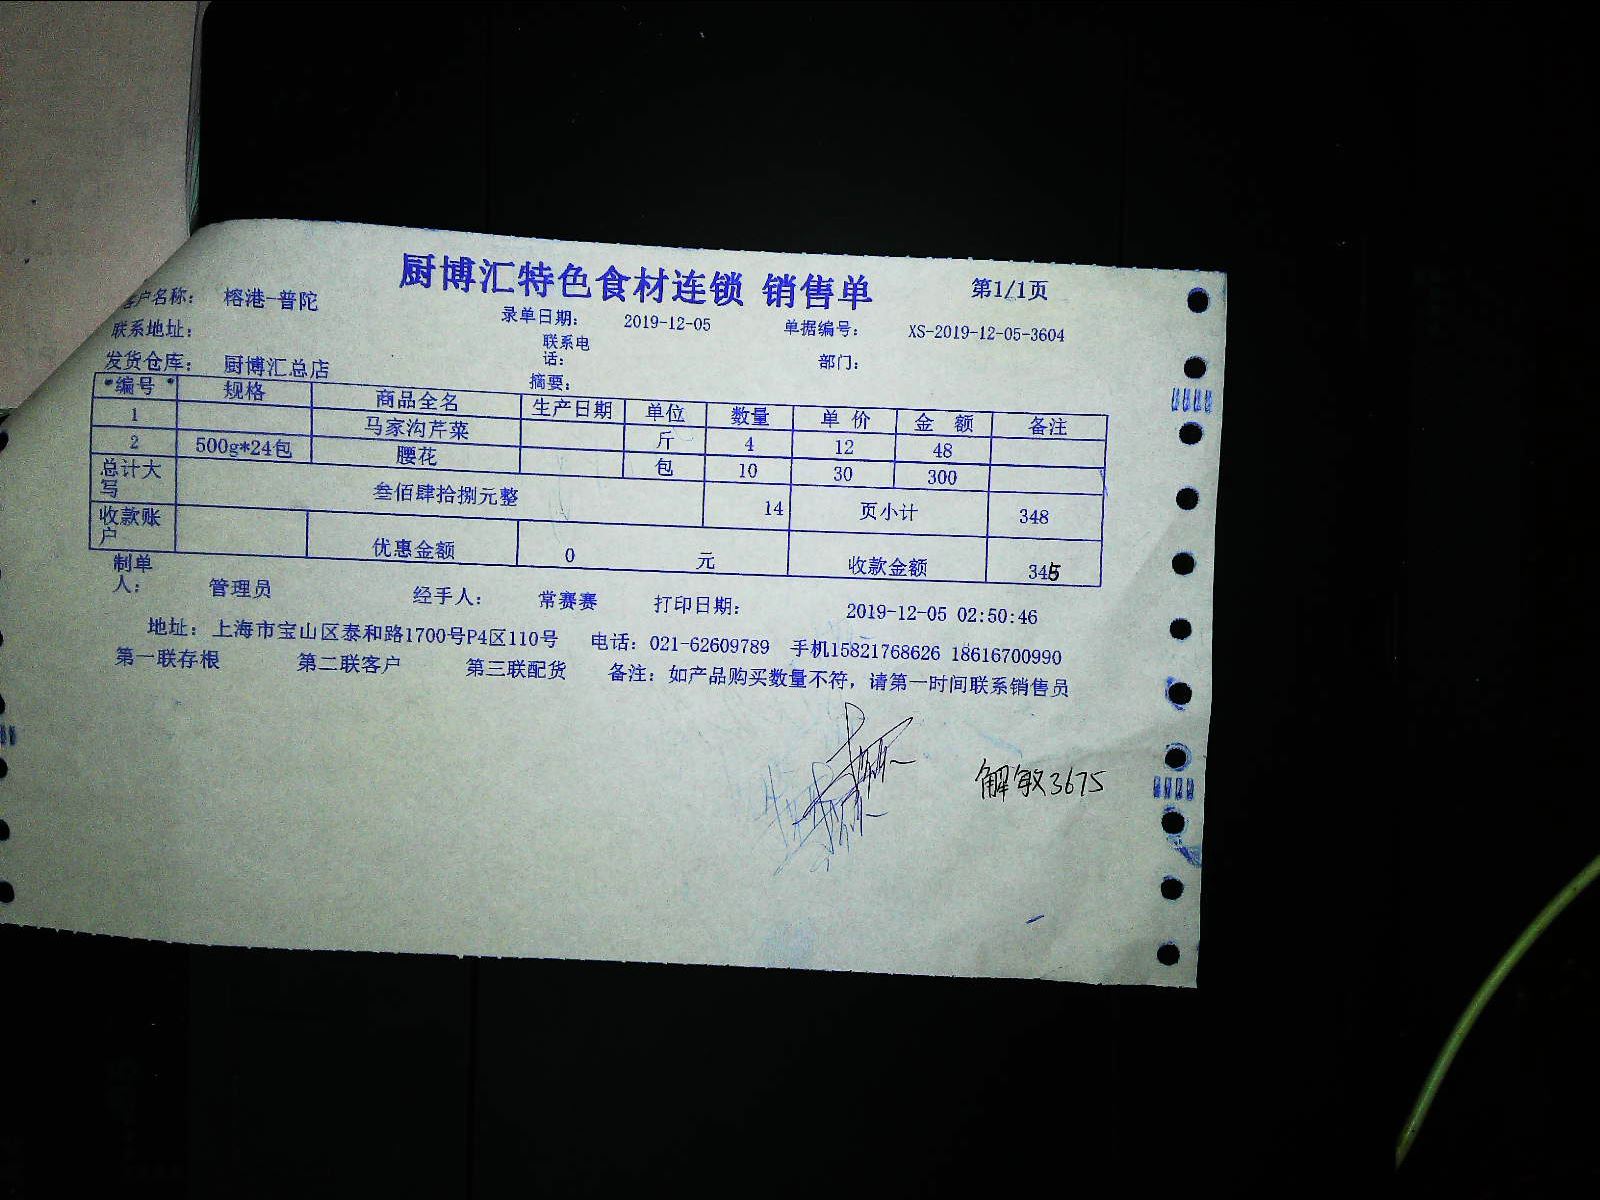 厨博汇特色食材连锁 销售单 第1/1页
客户名称： 榕港-普陀 录单日期： 2019-12-05 单据编号： XS-2019-12-05-3604
联系地址： 联系电话： 部门：
发货仓库： 厨博汇总店 摘要：
编号 规格 商品全名 生产日期 单位 数量 单价 金额 备注
1 马家沟芹菜 斤 4 12 48
2 500g*24包 腰花 包 10 30 300
总计大写 叁佰肆拾捌元整 14 页小计 348
收款账户 优惠金额 0 元 收款金额 345
制单人： 管理员 经手人： 常赛赛 打印日期： 2019-12-05 02:50:46
地址：上海市宝山区泰和路1700号P4区110号 电话：021-62609789 手机15821768626 18616700990
第一联存根 第二联客户 第三联配货 备注：如产品购买数量不符，请第一时间联系销售员
解敏3675